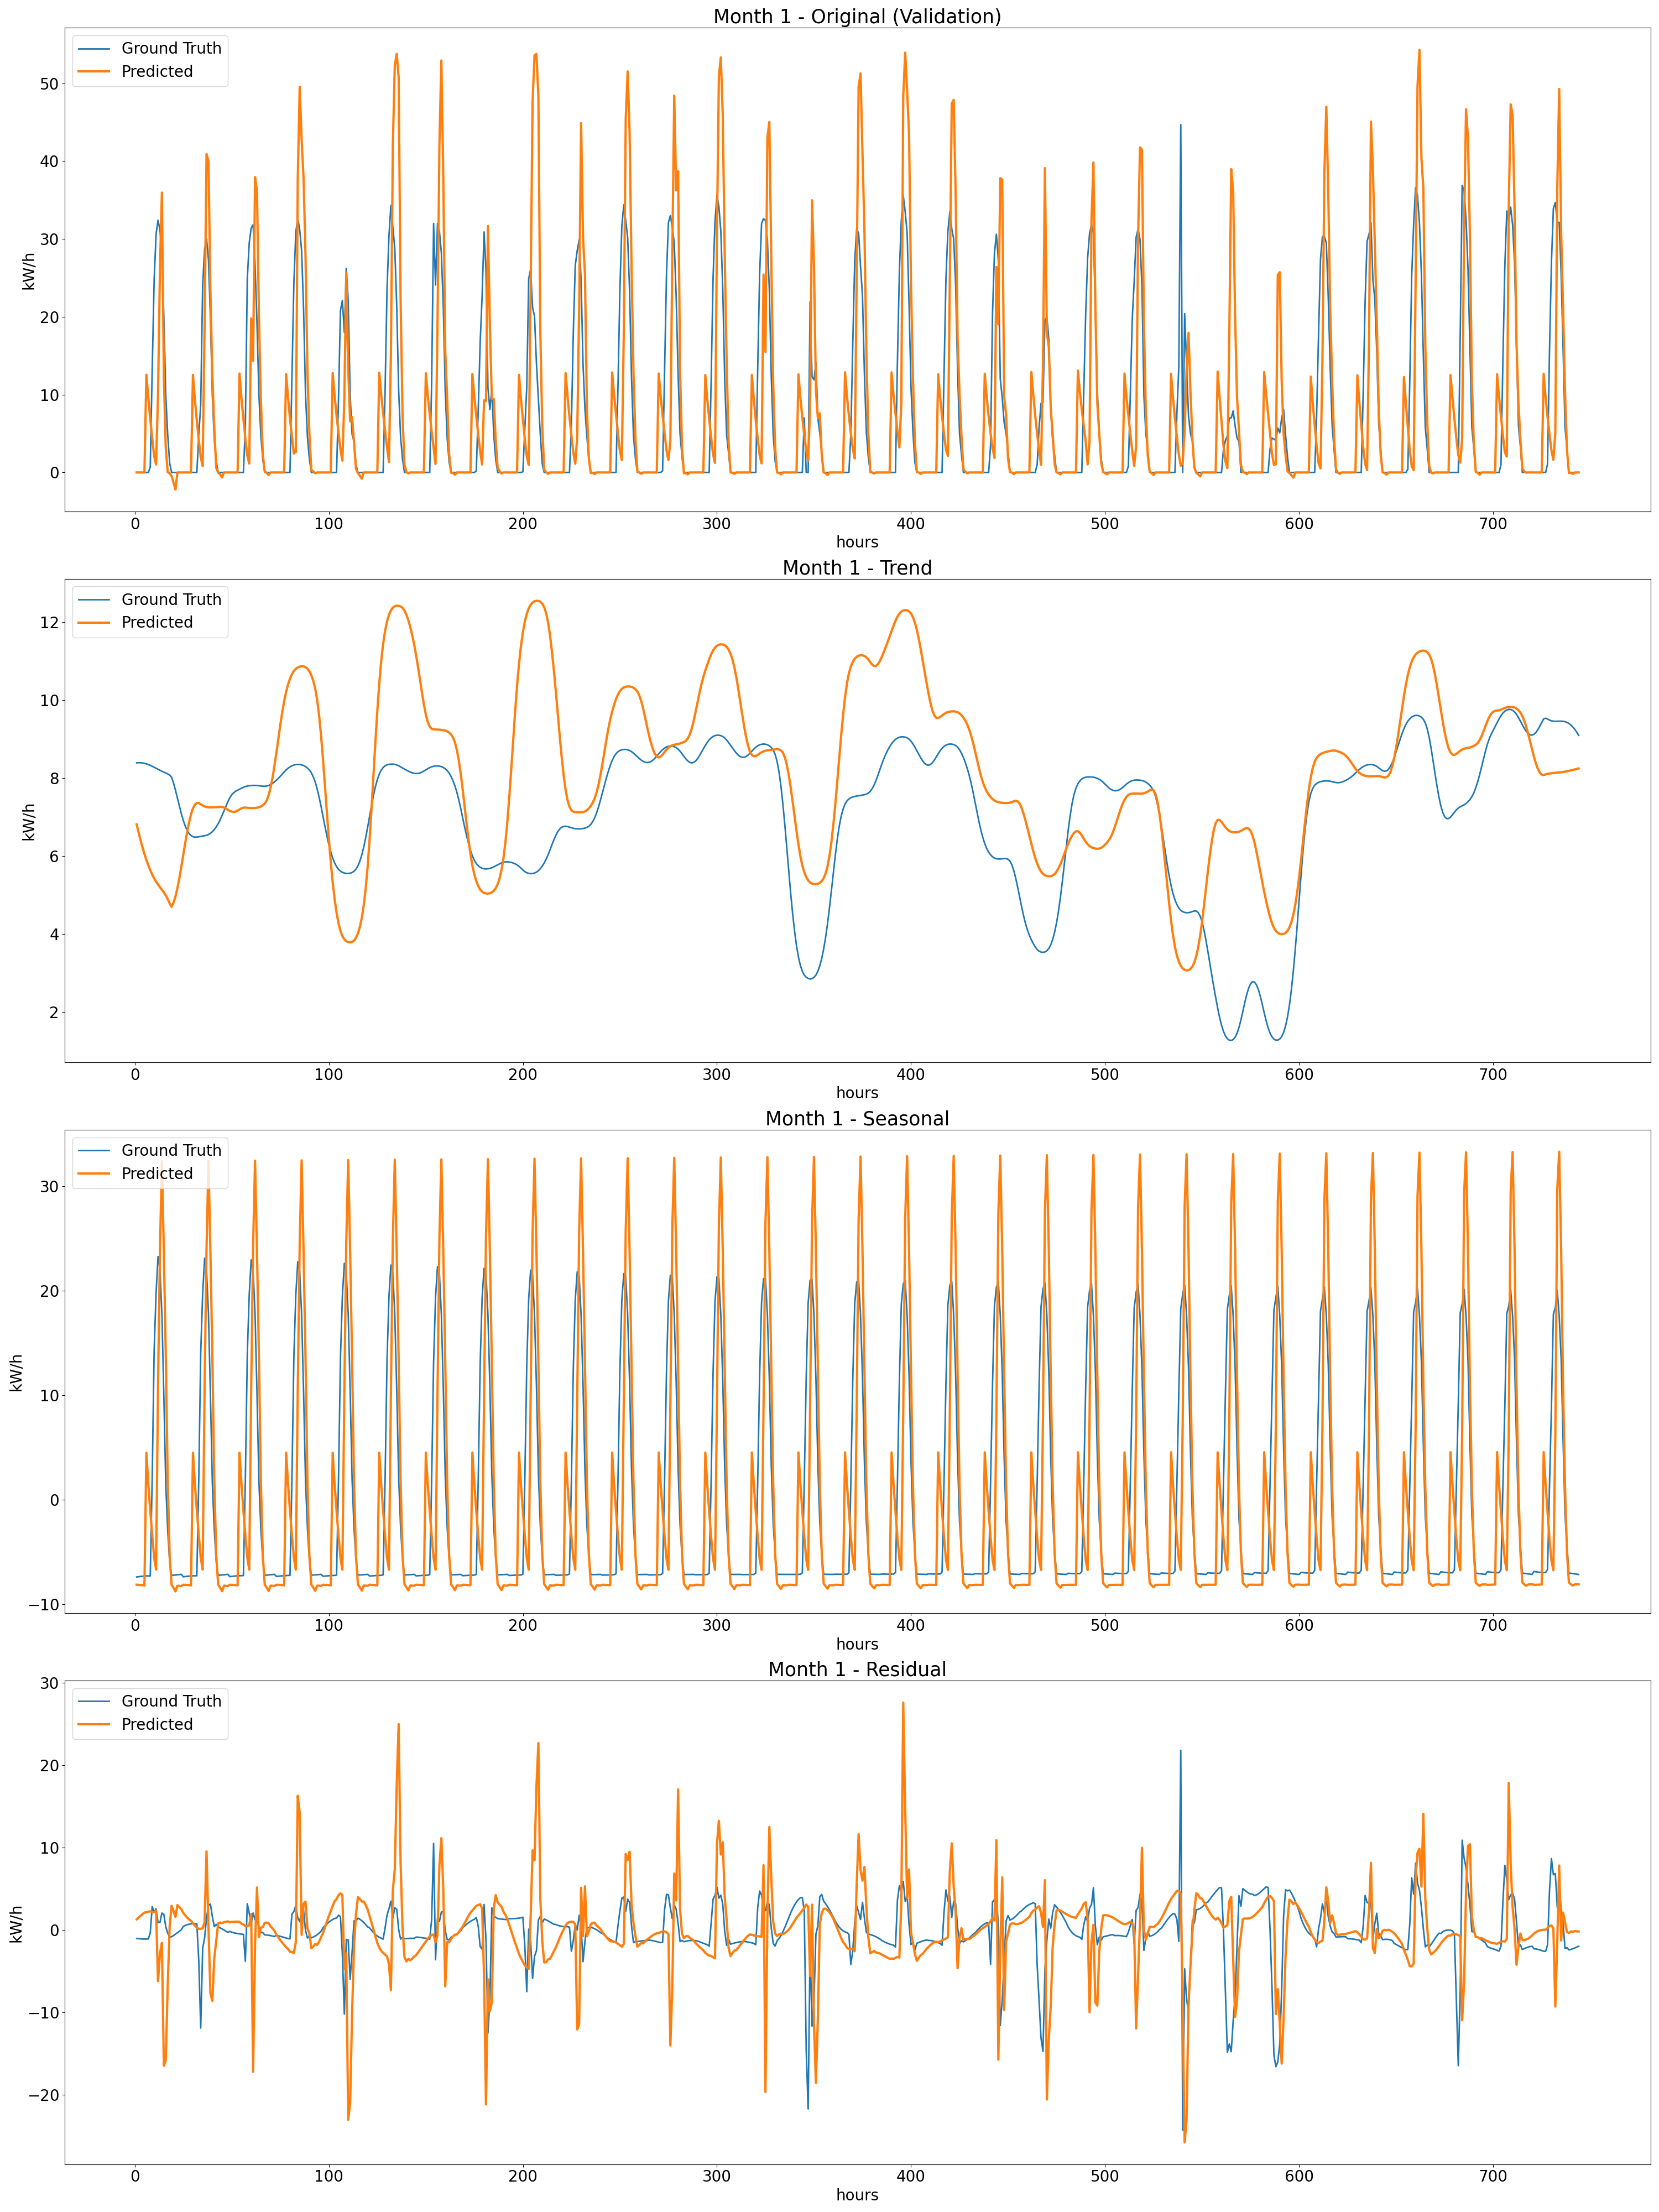 Month 1 - Original (Validation)
Ground Truth
Predicted
kW/h
50
40
30
20
10
0
0 100 200 300 400 500 600 700
hours
Month 1 - Trend
Ground Truth
Predicted
kW/h
12
10
8
6
4
2
0 100 200 300 400 500 600 700
hours
Month 1 - Seasonal
Ground Truth
Predicted
kW/h
30
20
10
0
−10
0 100 200 300 400 500 600 700
hours
Month 1 - Residual
Ground Truth
Predicted
kW/h
30
20
10
0
−10
−20
0 100 200 300 400 500 600 700
hours